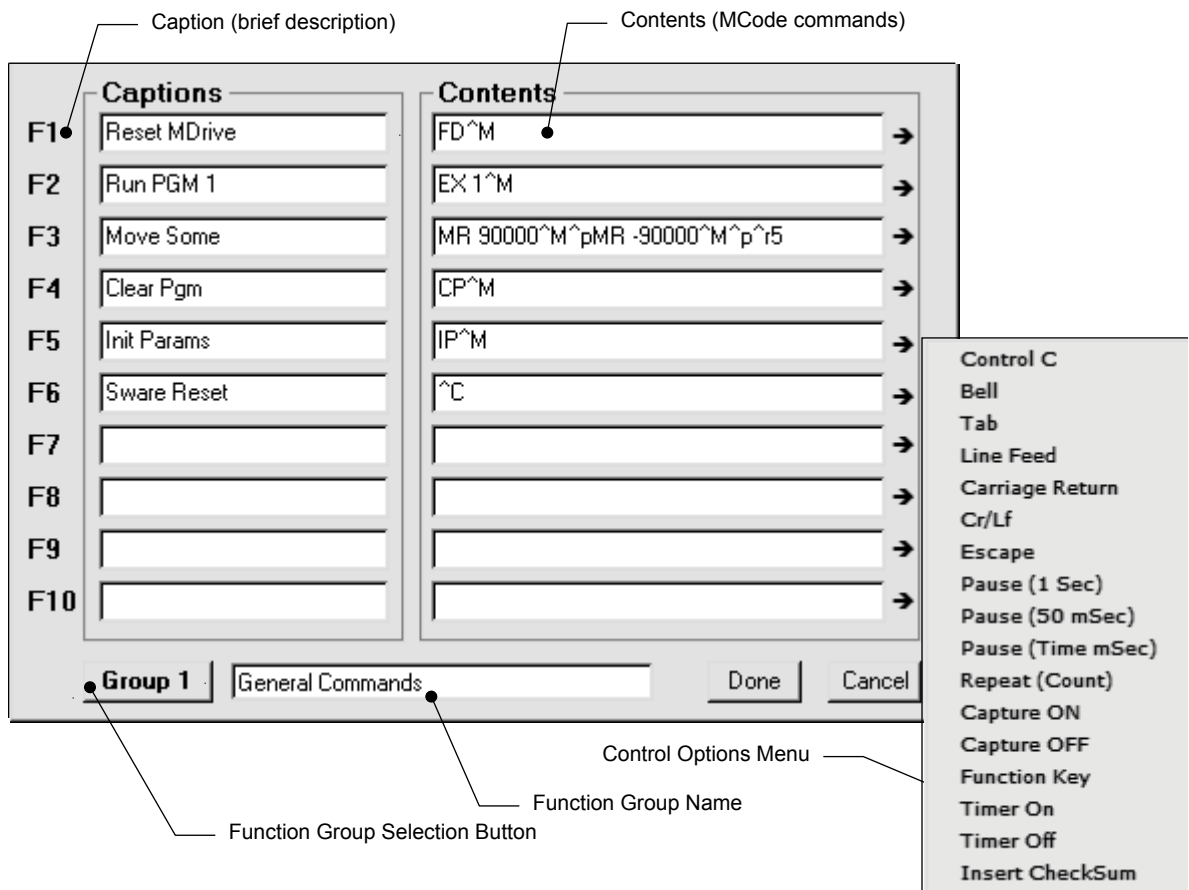 Caption (brief description)
Contents (MCode commands)
Captions
Contents
F1 Reset MDrive FD^M
F2 Run PGM 1 EX 1^M
F3 Move Some MR 90000^M^pMR -90000^M^p^r5
F4 Clear Pgm CP^M
F5 Init Params IP^M
F6 Sware Reset ^C
F7
F8
F9
F10
Group 1 General Commands Done Cancel
Control C
Bell
Tab
Line Feed
Carriage Return
Cr/Lf
Escape
Pause (1 Sec)
Pause (50 mSec)
Pause (Time mSec)
Repeat (Count)
Capture ON
Capture OFF
Function Key
Timer On
Timer Off
Insert CheckSum
Control Options Menu
Function Group Name
Function Group Selection Button